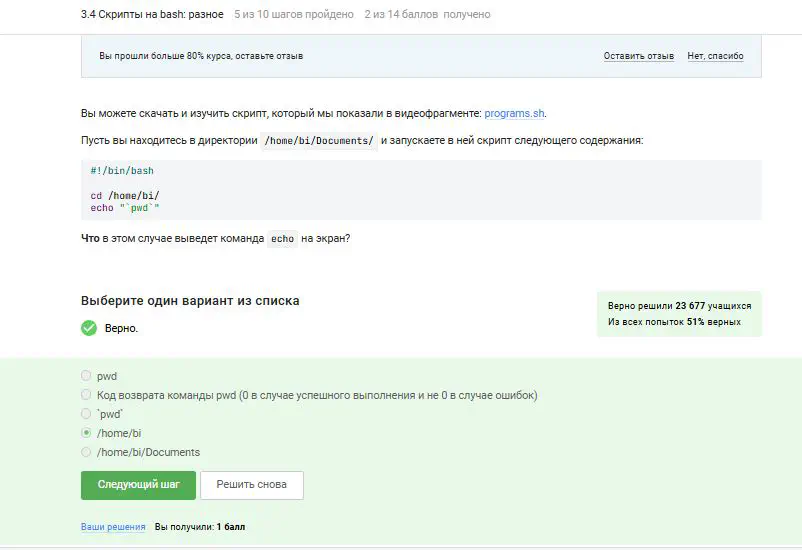 3.4 Скрипты на bash: разное 5 из 10 шагов пройдено 2 из 14 баллов получено
Вы прошли больше 80% курса, оставьте отзыв Оставить отзыв Нет, спасибо
Вы можете скачать и изучить скрипт, который мы показали в видеофрагменте: programs.sh.
Пусть вы находитесь в директории /home/bi/Documents/ и запускаете в ней скрипт следующего содержания:
#!/bin/bash
cd /home/bi/
echo "`pwd`"
Что в этом случае выведет команда echo на экран?
Выберите один вариант из списка
Верно.
Верно решили 23 677 учащихся
Из всех попыток 51% верных
pwd
Код возврата команды pwd (0 в случае успешного выполнения и не 0 в случае ошибок)
`pwd`
/home/bi
/home/bi/Documents
Следующий шаг Решить снова
Ваши решения Вы получили: 1 балл